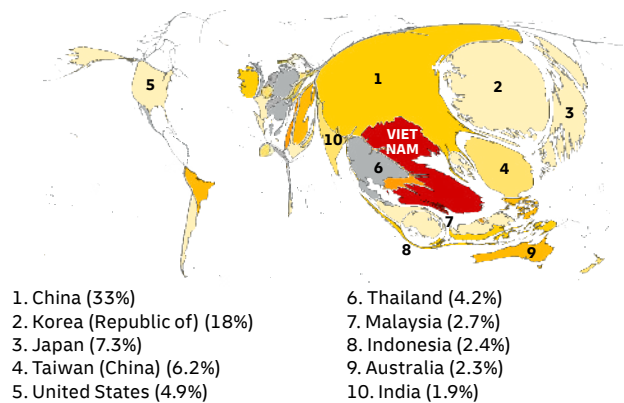 1
2
5
3
VIET
NAM
10
4
6
7
8
9
1. China (33%)
2. Korea (Republic of) (18%)
3. Japan (7.3%)
4. Taiwan (China) (6.2%)
5. United States (4.9%)
6. Thailand (4.2%)
7. Malaysia (2.7%)
8. Indonesia (2.4%)
9. Australia (2.3%)
10. India (1.9%)